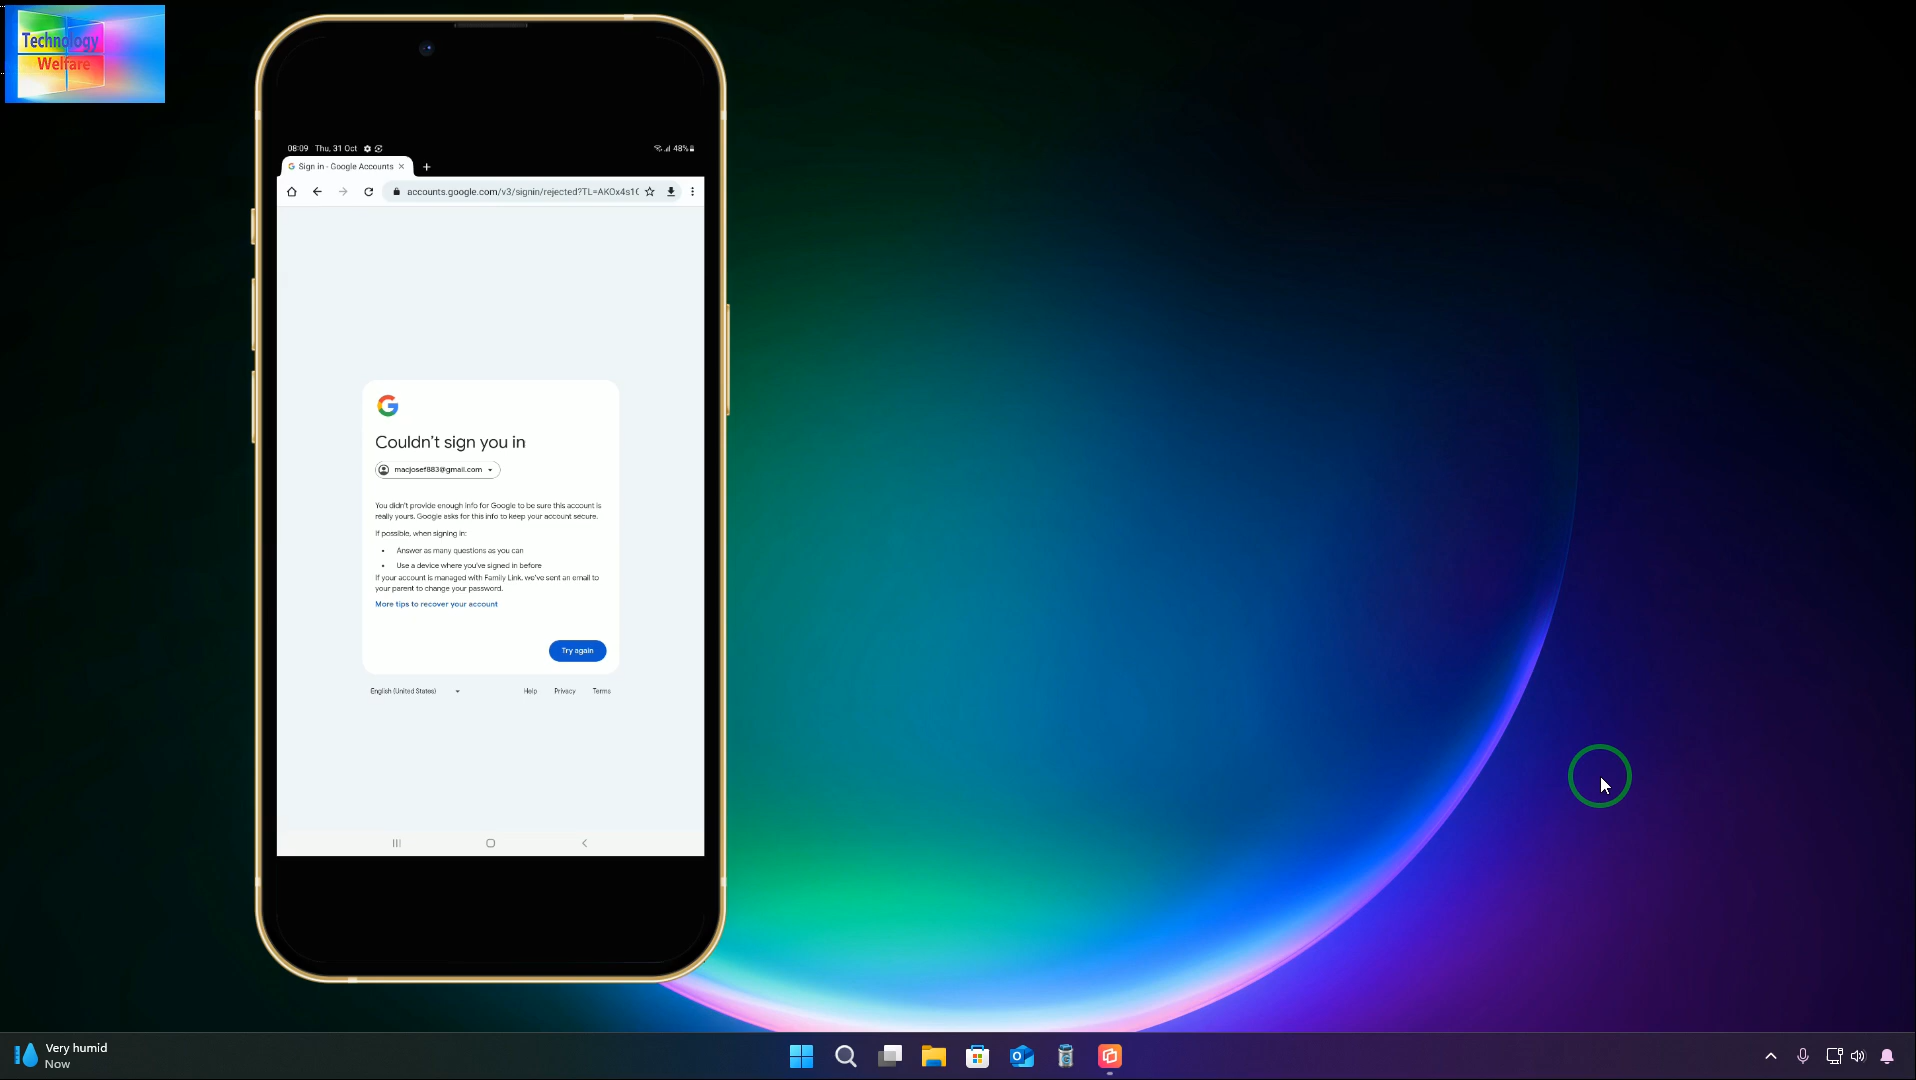 Technology
Welfare
08:09 Thu, 31 Oct
48%
Sign in - Google Accounts
accounts.google.com/v3/signin/rejected?TL=AKOx4s1
Couldn't sign you in
macjosef883@gmail.com
You didn't provide enough info for Google to be sure this account is
really yours. Google asks for this info to keep your account secure.
If possible, when signing in:
• Answer as many questions as you can
• Use a device where you've signed in before
If your account is managed with Family Link, we've sent an email to
your parent to change your password.
More tips to recover your account
Try again
English (United States)
Help Privacy Terms
Very humid
Now